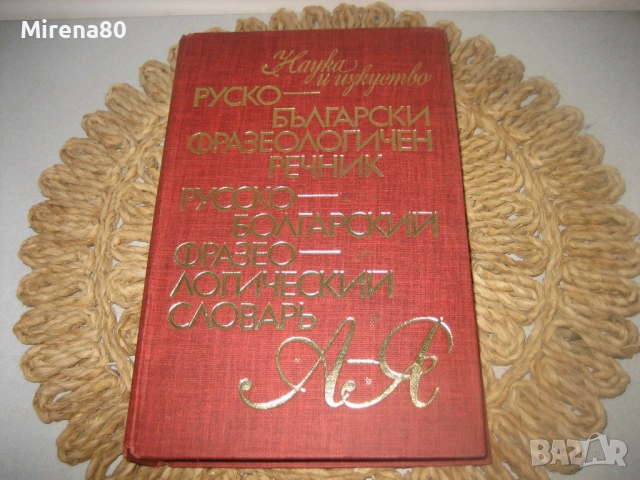 Mirena80
Наука
и изкуство
РУСКО—
БЪЛГАРСКИ
ФРАЗЕОЛОГИЧЕН
РЕЧНИК
РУССКО—
БОЛГАРСКИЙ
ФРАЗЕО—
ЛОГИЧЕСКИЙ
СЛОВАРЬ
А–Я
BAZAR